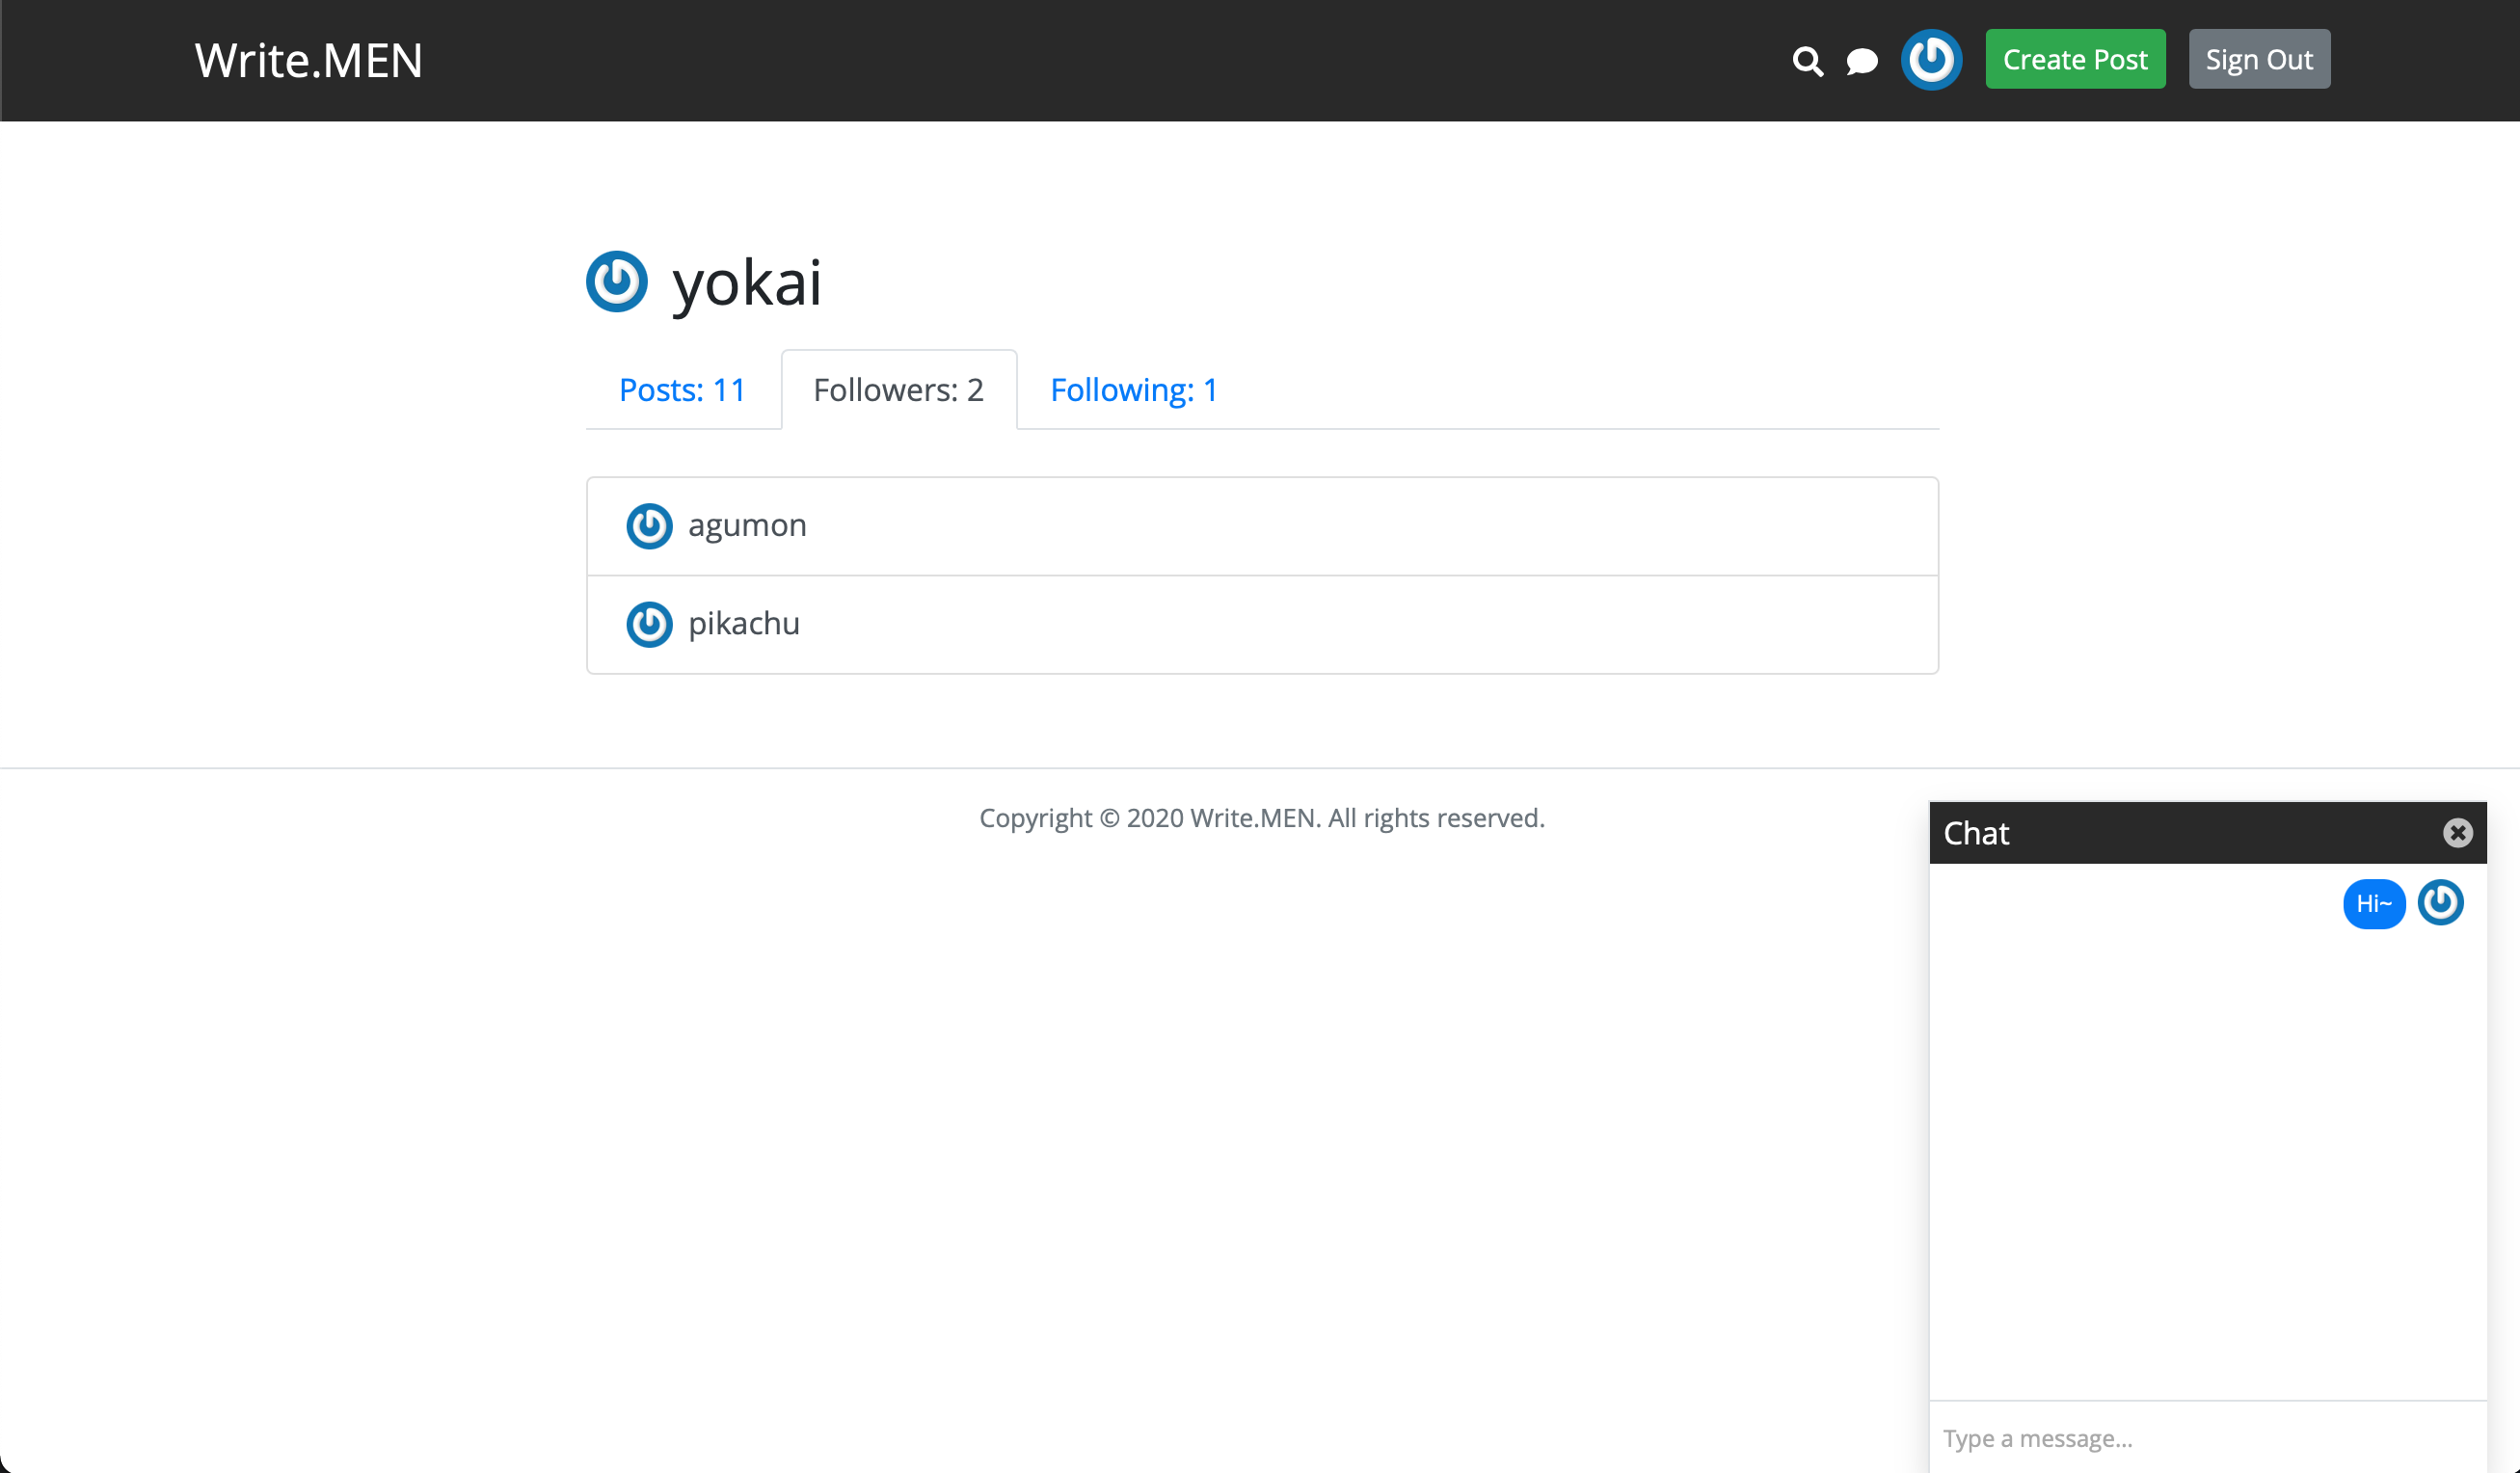 Write.MEN
Create Post
Sign Out
yokai
Posts: 11
Followers: 2
Following: 1
agumon
pikachu
Copyright © 2020 Write.MEN. All rights reserved.
Chat
Hi~
Type a message...